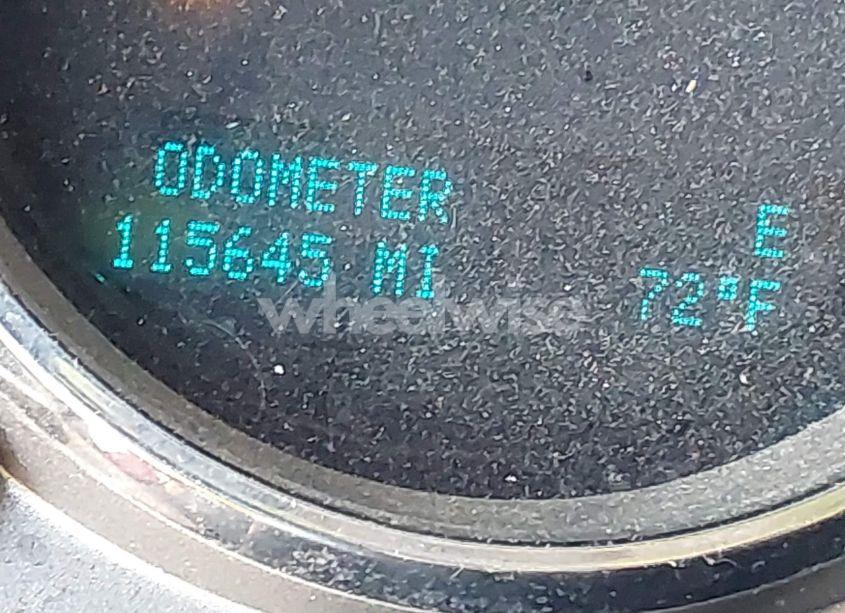 ODOMETER
E
115645 MI
72°F
wheelwise